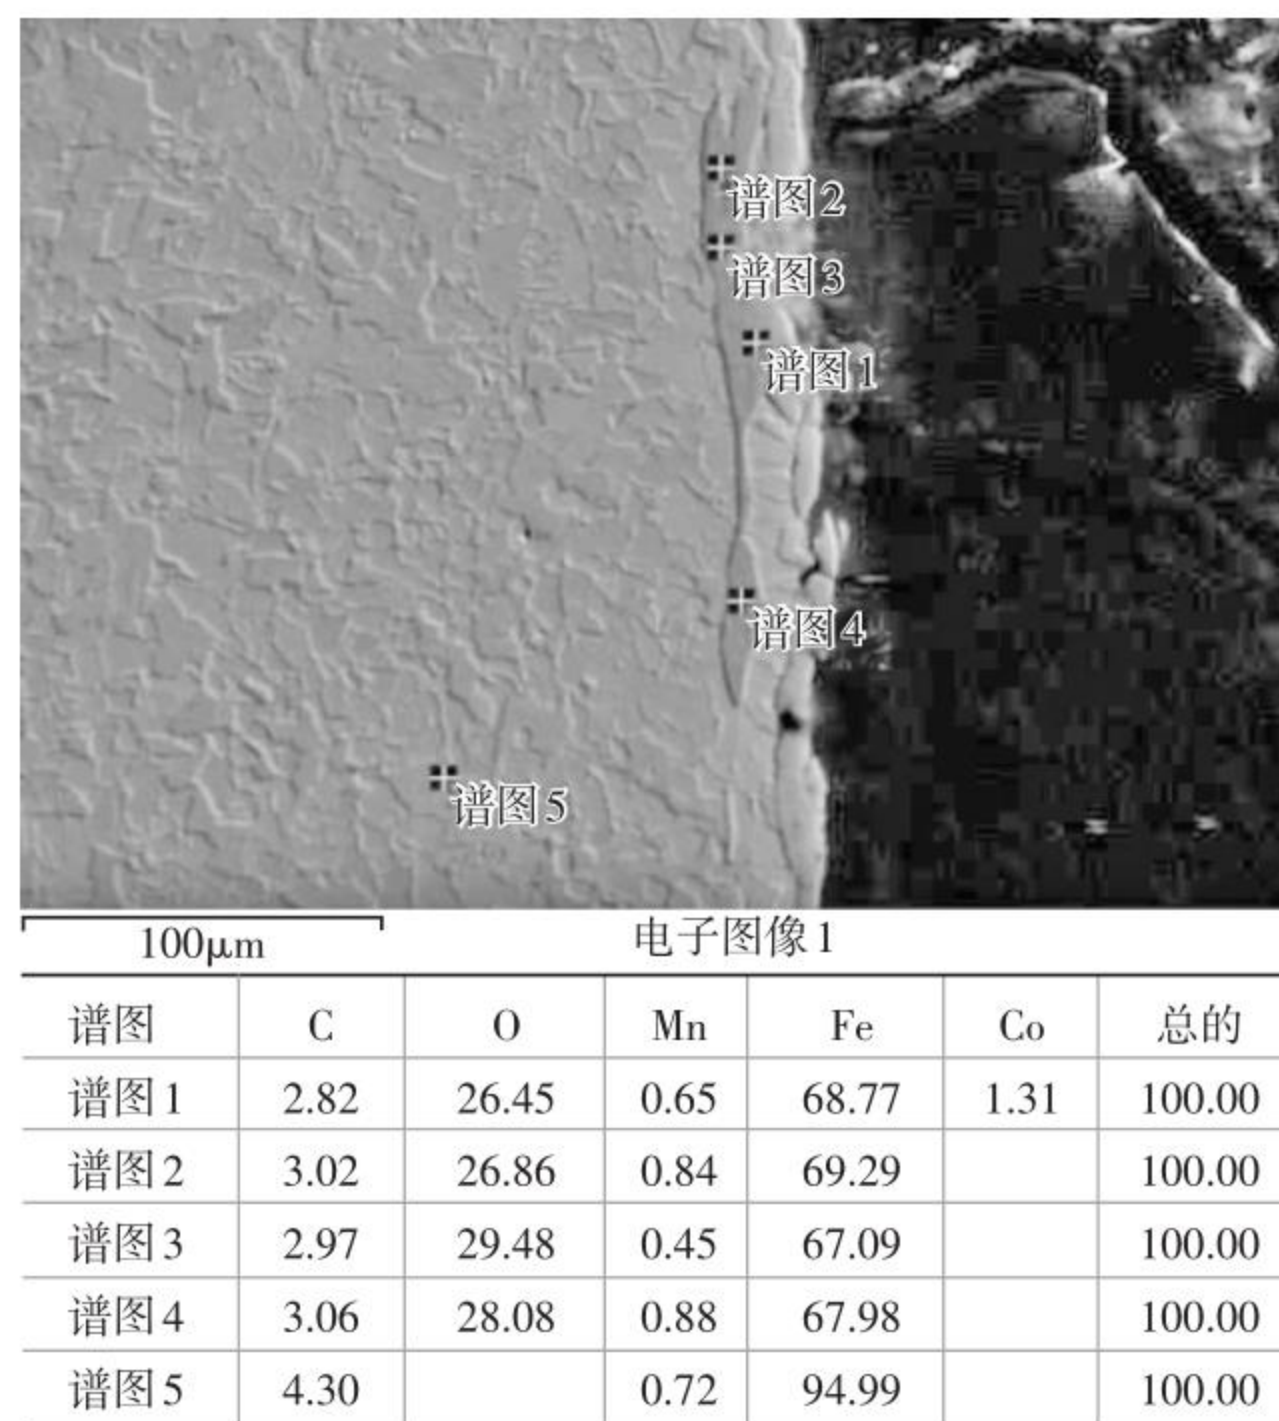 谱图2
谱图3
谱图1
谱图4
谱图5
100μm 电子图像1
谱图 C O Mn Fe Co 总的
谱图1 2.82 26.45 0.65 68.77 1.31 100.00
谱图2 3.02 26.86 0.84 69.29 100.00
谱图3 2.97 29.48 0.45 67.09 100.00
谱图4 3.06 28.08 0.88 67.98 100.00
谱图5 4.30 0.72 94.99 100.00